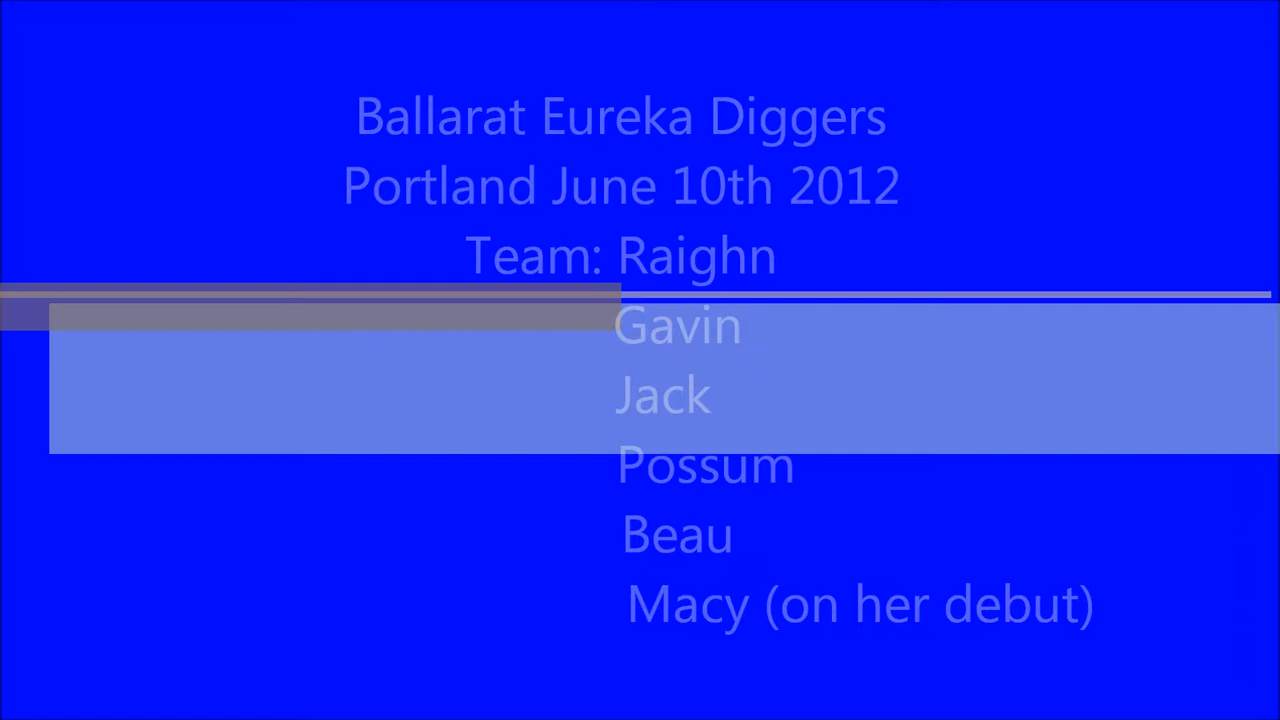 Ballarat Eureka Diggers
Portland June 10th 2012
Team: Raighn
Gavin
Jack
Possum
Beau
Macy (on her debut)